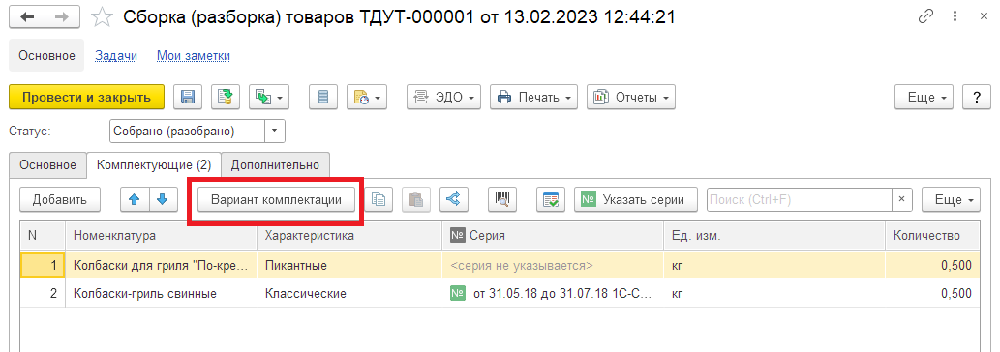 Сборка (разборка) товаров ТДУТ-000001 от 13.02.2023 12:44:21
Основное Задачи Мои заметки
Провести и закрыть ЭДО Печать Отчеты Еще ?
Статус: Собрано (разобрано)
Основное Комплектующие (2) Дополнительно
Добавить Вариант комплектации № Указать серии Поиск (Ctrl+F) × Еще
N Номенклатура Характеристика № Серия Ед. изм. Количество
1 Колбаски для гриля "По-кре... Пикантные <серия не указывается> кг 0,500
2 Колбаски-гриль свинные Классические № от 31.05.18 до 31.07.18 1С-С... кг 0,500